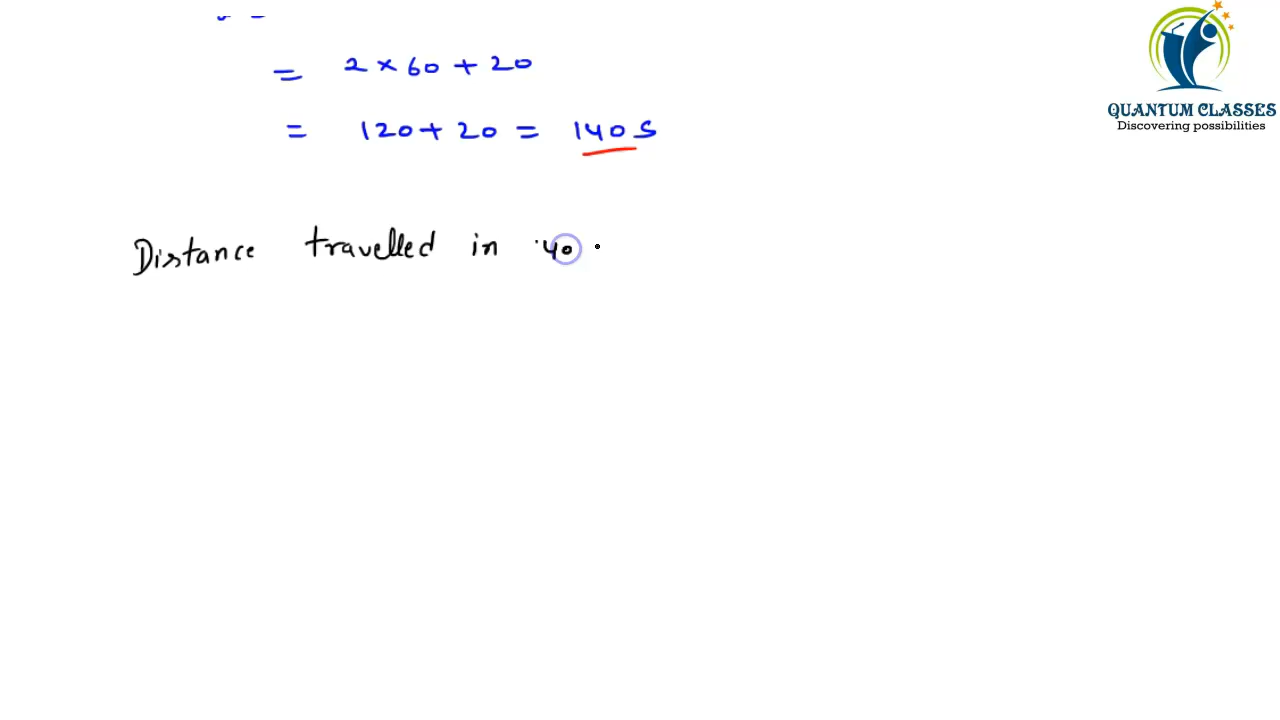 = 2 × 60 + 20
= 120 + 20 = 140 s
Distance travelled in 40
QUANTUM CLASSES
Discovering possibilities